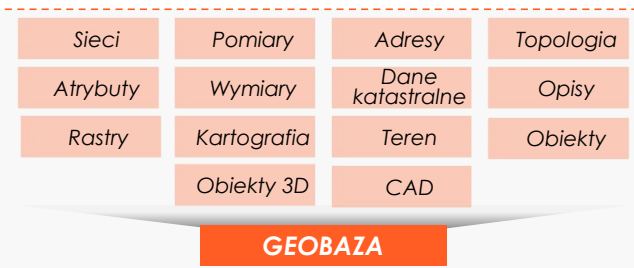 Sieci
Pomiary
Adresy
Topologia
Atrybuty
Wymiary
Dane
katastralne
Opisy
Rastry
Kartografia
Teren
Obiekty
Obiekty 3D
CAD
GEOBAZA